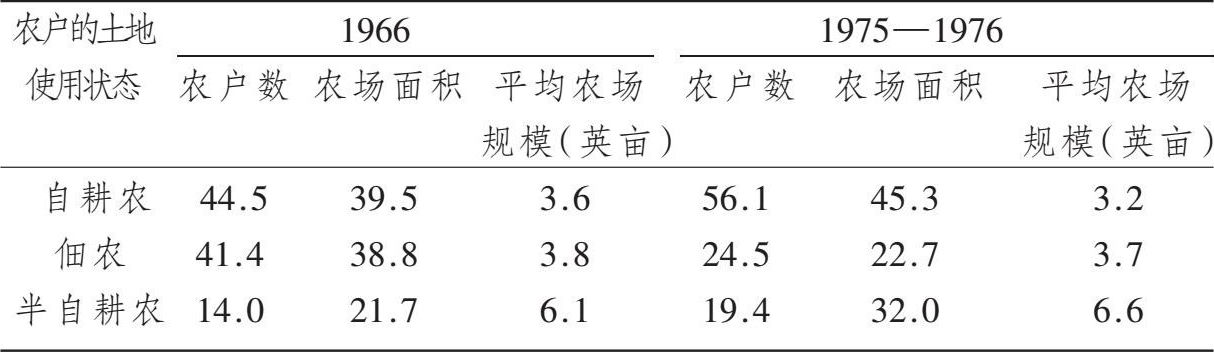 农户的土地 1966 1975—1976
使用状态 农户数 农场面积 平均农场 农户数 农场面积 平均农场
规模(英亩) 规模(英亩)
自耕农 44.5 39.5 3.6 56.1 45.3 3.2
佃农 41.4 38.8 3.8 24.5 22.7 3.7
半自耕农 14.0 21.7 6.1 19.4 32.0 6.6